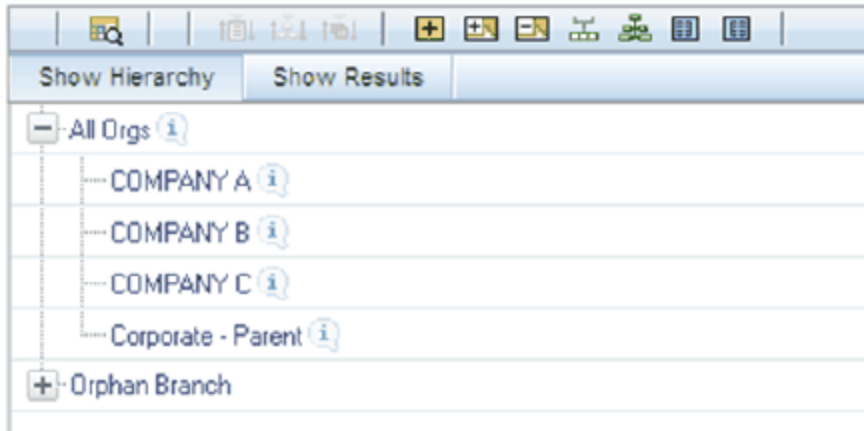 Show Hierarchy Show Results
All Orgs
COMPANY A
COMPANY B
COMPANY C
Corporate - Parent
Orphan Branch